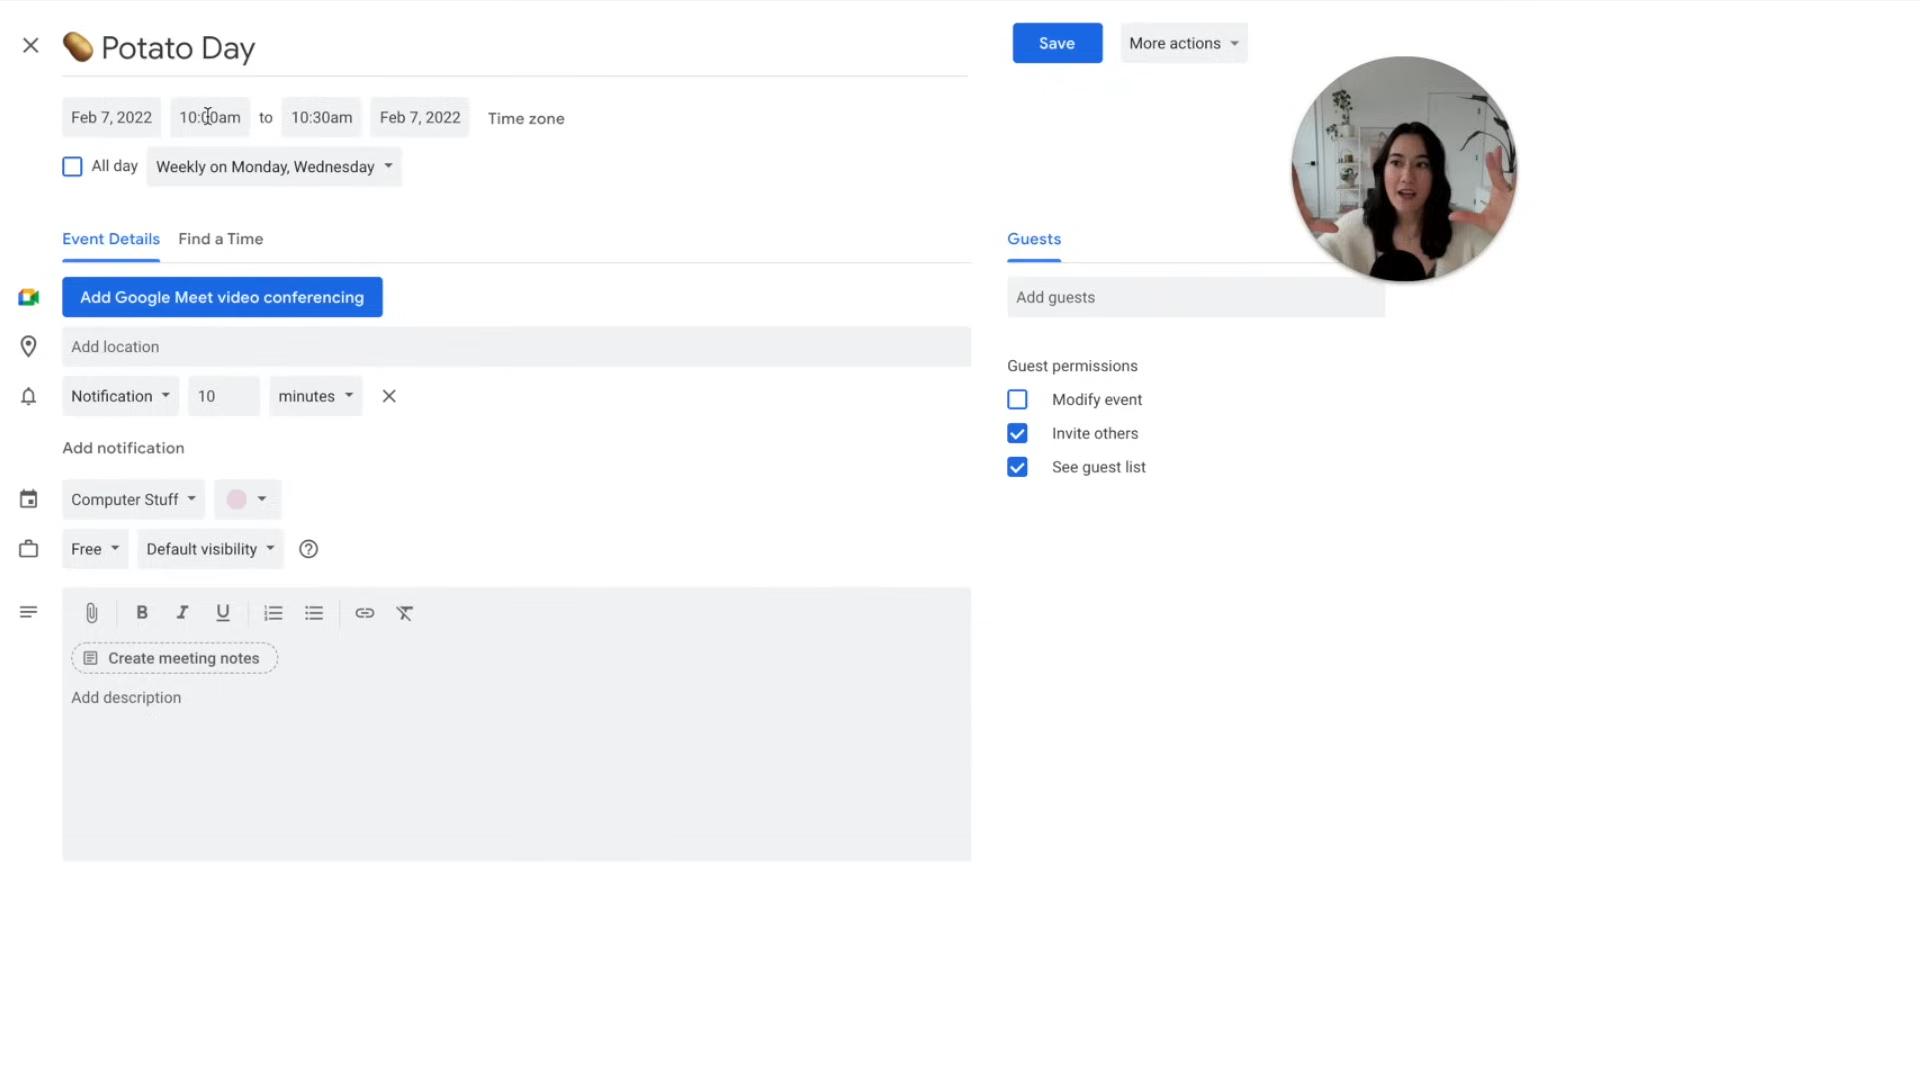 Potato Day
Save
More actions
Feb 7, 2022 10:00am to 10:30am Feb 7, 2022 Time zone
All day Weekly on Monday, Wednesday
Event Details Find a Time
Guests
Add Google Meet video conferencing
Add guests
Add location
Guest permissions
Notification 10 minutes
Modify event
Invite others
Add notification
See guest list
Computer Stuff
Free Default visibility
B I U
Create meeting notes
Add description